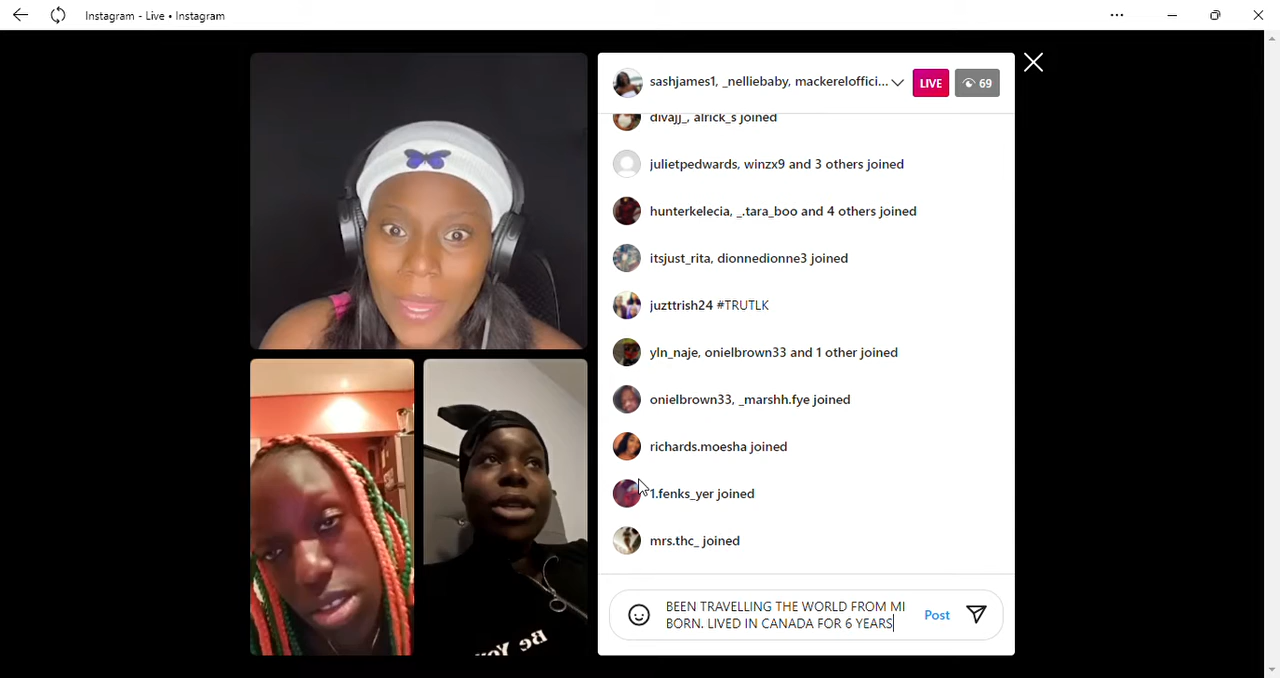 Instagram - Live • Instagram
sashjames1, _nelliebaby, mackereloffici...
LIVE
69
divajj_, alrick_s joined
julietpedwards, winzx9 and 3 others joined
hunterkelecia, _.tara_boo and 4 others joined
itsjust_rita, dionnedionne3 joined
juzttrish24 #TRUTLK
yln_naje, onielbrown33 and 1 other joined
onielbrown33, _marshh.fye joined
richards.moesha joined
1.fenks_yer joined
mrs.thc_ joined
BEEN TRAVELLING THE WORLD FROM MI
BORN. LIVED IN CANADA FOR 6 YEARS
Post
Be